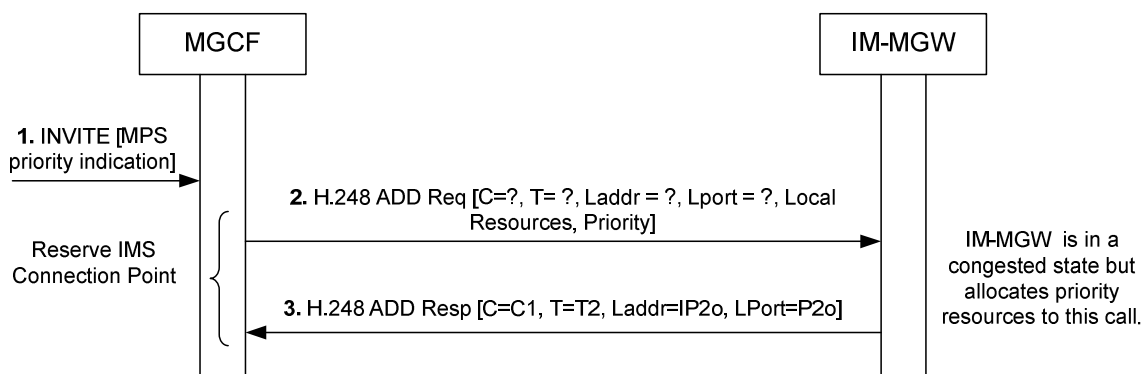 MGCF
IM-MGW
1. INVITE [MPS
priority indication]
2. H.248 ADD Req [C=?, T= ?, Laddr = ?, Lport = ?, Local
Resources, Priority]
Reserve IMS
Connection Point
IM-MGW is in a
congested state but
allocates priority
resources to this call.
3. H.248 ADD Resp [C=C1, T=T2, Laddr=IP2o, LPort=P2o]